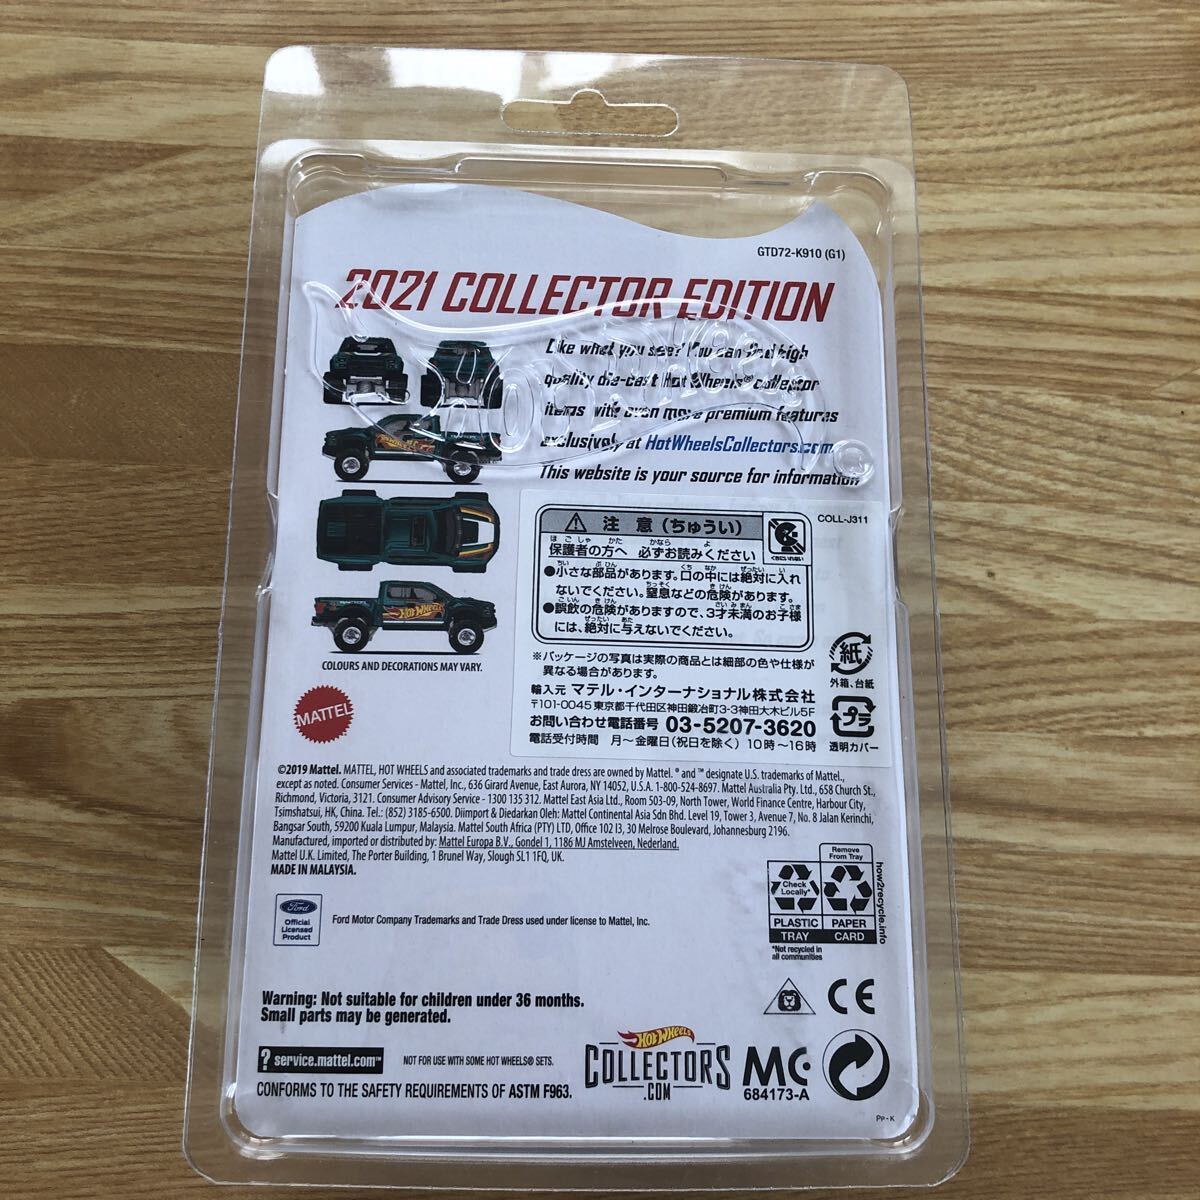 GTD72-K910 (G1)
2021 COLLECTOR EDITION
Like what you see? You can find high
quality die-cast Hot Wheels® collector
items with even more premium features
exclusively at HotWheelsCollectors.com
This website is your source for information
Hot Wheels
©
HOT WHEELS
COLOURS AND DECORATIONS MAY VARY.
MATTEL
COLL-J311
注 意 (ちゅうい)
保護者の方へ 必ずお読みください
●小さな部品があります。口の中には絶対に入れ
ないでください。窒息などの危険があります。
●誤飲の危険がありますので、3才未満のお子様
には、絶対に与えないでください。
※パッケージの写真は実際の商品とは細部の色や仕様が
異なる場合があります。
輸入元 マテル・インターナショナル株式会社
〒101-0045 東京都千代田区神田鍛冶町3-3-神田大木ビル5F
お問い合わせ電話番号 03-5207-3620
電話受付時間 月～金曜日(祝日を除く) 10時～16時
紙
外箱、台紙
プラ
透明カバー
©2019 Mattel. MATTEL, HOT WHEELS and associated trademarks and trade dress are owned by Mattel. ® and ™ designate U.S. trademarks of Mattel,
except as noted. Consumer Services - Mattel, Inc., 636 Girard Avenue, East Aurora, NY 14052, U.S.A. 1-800-524-8697. Mattel Australia Pty. Ltd., 658 Church St.,
Richmond, Victoria, 3121. Consumer Advisory Service - 1300 135 312. Mattel East Asia Ltd., Room 503-09, North Tower, World Finance Centre, Harbour City,
Tsimshatsui, HK, China. Tel.: (852) 3185-6500. Diimport & Diedarkan Oleh: Mattel Continental Asia Sdn Bhd. Level 19, Tower 3, Avenue 7, No. 8 Jalan Kerinchi,
Bangsar South, 59200 Kuala Lumpur, Malaysia. Mattel South Africa (PTY) LTD, Office 102 I3, 30 Melrose Boulevard, Johannesburg 2196.
Manufactured, imported or distributed by: Mattel Europa B.V., Gondel 1, 1186 MJ Amstelveen, Nederland.
Mattel U.K. Limited, The Porter Building, 1 Brunel Way, Slough SL1 1FQ, UK.
MADE IN MALAYSIA.
Ford
Official
Licensed
Product
Ford Motor Company Trademarks and Trade Dress used under license to Mattel, Inc.
Remove
From Tray
Check
Locally*
PLASTIC
TRAY
PAPER
CARD
*Not recycled in
all communities
how2recycle.info
Warning: Not suitable for children under 36 months.
Small parts may be generated.
CE
? service.mattel.com™
NOT FOR USE WITH SOME HOT WHEELS® SETS.
CONFORMS TO THE SAFETY REQUIREMENTS OF ASTM F963.
Hot Wheels
COLLECTORS
.COM
MC
684173-A
PP-K